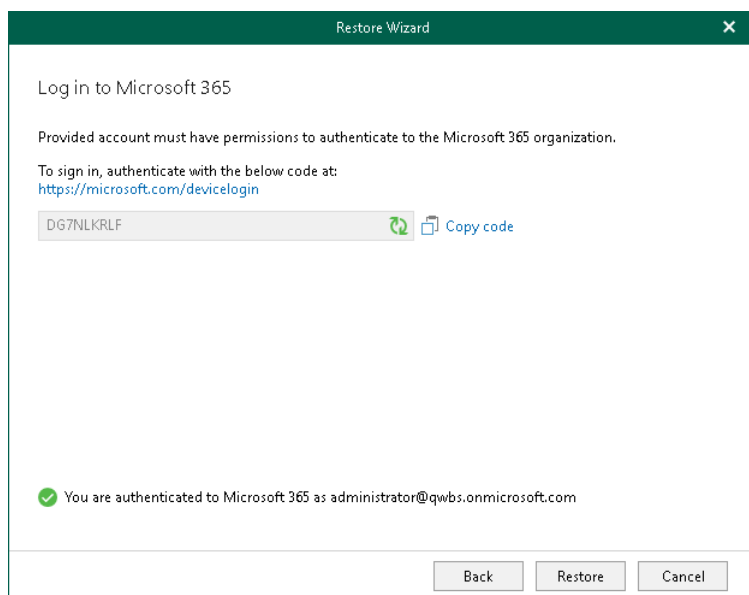 Restore Wizard
Log in to Microsoft 365
Provided account must have permissions to authenticate to the Microsoft 365 organization.
To sign in, authenticate with the below code at:
https://microsoft.com/devicelogin
DG7NLKRLF Copy code
You are authenticated to Microsoft 365 as administrator@qwbs.onmicrosoft.com
Back Restore Cancel